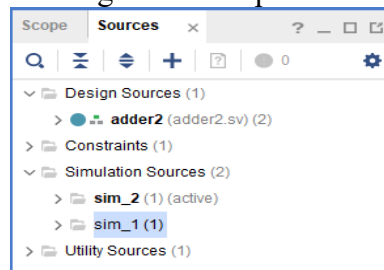 Scope Sources × ? _
0
Design Sources (1)
adder2 (adder2.sv) (2)
Constraints (1)
Simulation Sources (2)
sim_2 (1) (active)
sim_1 (1)
Utility Sources (1)